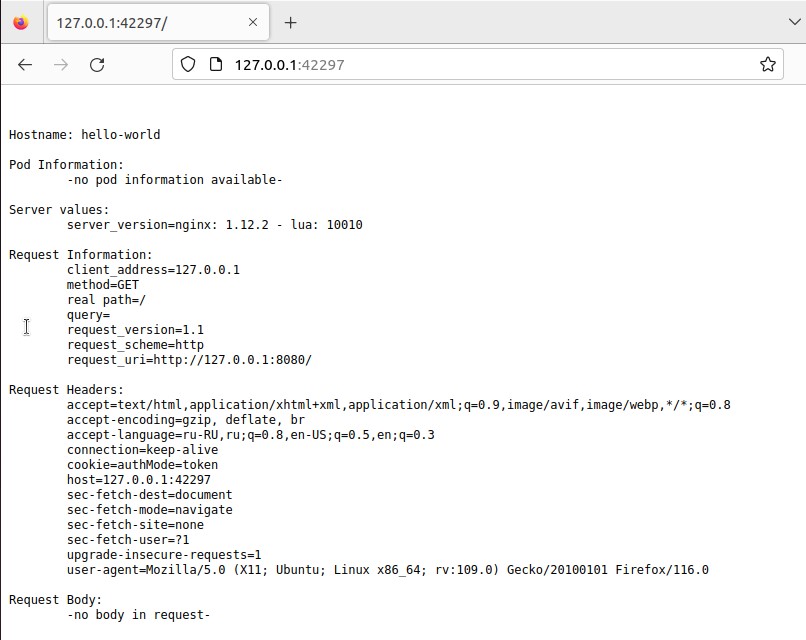 127.0.0.1:42297/
127.0.0.1:42297
Hostname: hello-world
Pod Information:
-no pod information available-
Server values:
server_version=nginx: 1.12.2 - lua: 10010
Request Information:
client_address=127.0.0.1
method=GET
real path=/
query=
request_version=1.1
request_scheme=http
request_uri=http://127.0.0.1:8080/
Request Headers:
accept=text/html,application/xhtml+xml,application/xml;q=0.9,image/avif,image/webp,*/*;q=0.8
accept-encoding=gzip, deflate, br
accept-language=ru-RU,ru;q=0.8,en-US;q=0.5,en;q=0.3
connection=keep-alive
cookie=authMode=token
host=127.0.0.1:42297
sec-fetch-dest=document
sec-fetch-mode=navigate
sec-fetch-site=none
sec-fetch-user=?1
upgrade-insecure-requests=1
user-agent=Mozilla/5.0 (X11; Ubuntu; Linux x86_64; rv:109.0) Gecko/20100101 Firefox/116.0
Request Body:
-no body in request-